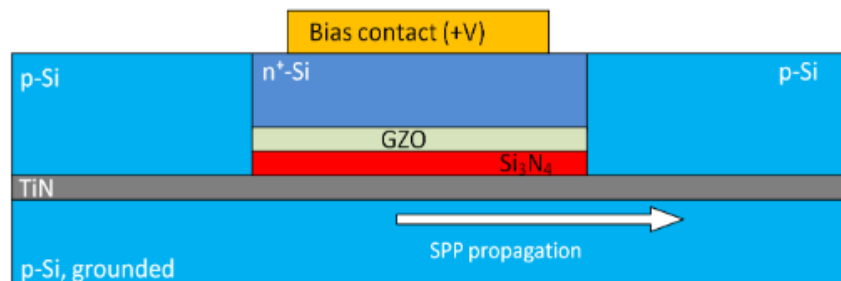 Bias contact (+V)
p-Si
n⁺-Si
p-Si
GZO
Si₃N₄
TiN
SPP propagation
p-Si, grounded